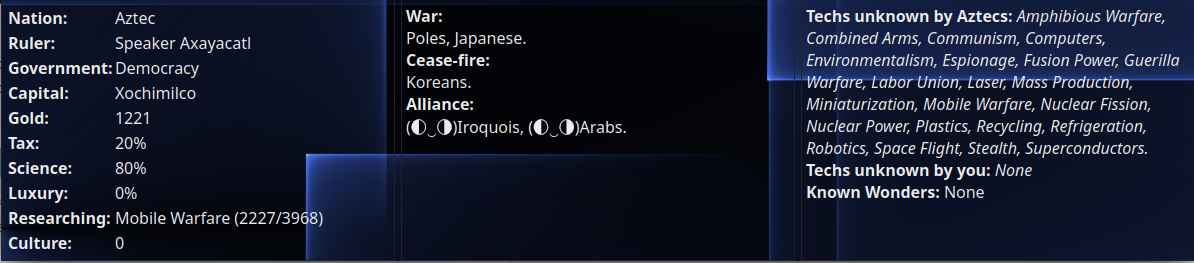 Nation: Aztec
Ruler: Speaker Axayacatl
Government: Democracy
Capital: Xochimilco
Gold: 1221
Tax: 20%
Science: 80%
Luxury: 0%
Researching: Mobile Warfare (2227/3968)
Culture: 0
War:
Poles, Japanese.
Cease-fire:
Koreans.
Alliance:
(◐‿◑)Iroquois, (◐‿◑)Arabs.
Techs unknown by Aztecs: Amphibious Warfare,
Combined Arms, Communism, Computers,
Environmentalism, Espionage, Fusion Power, Guerilla
Warfare, Labor Union, Laser, Mass Production,
Miniaturization, Mobile Warfare, Nuclear Fission,
Nuclear Power, Plastics, Recycling, Refrigeration,
Robotics, Space Flight, Stealth, Superconductors.
Techs unknown by you: None
Known Wonders: None